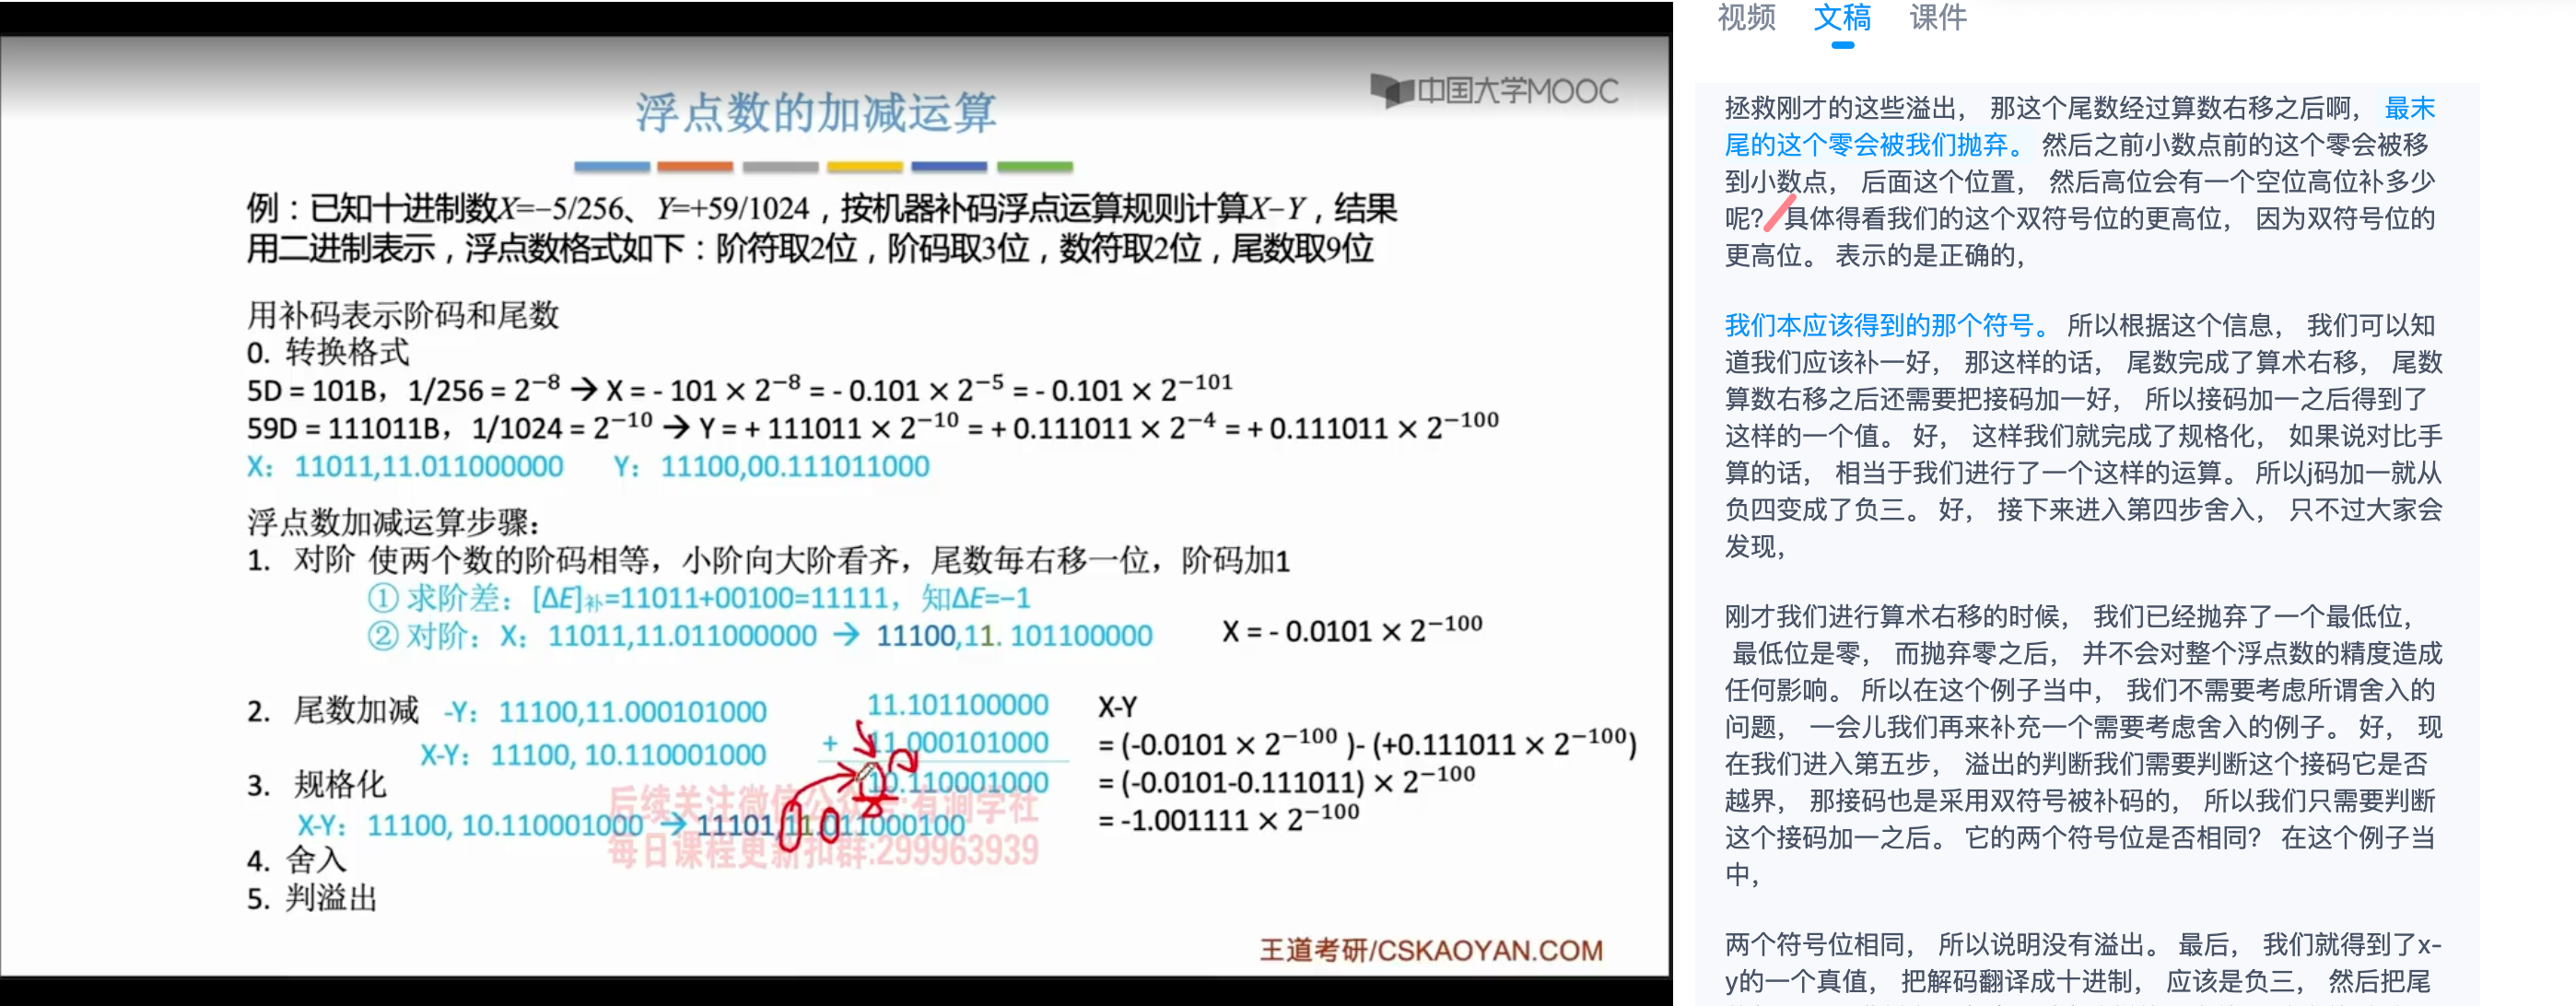 中国大学MOOC
浮点数的加减运算
例：已知十进制数X=−5/256、Y=+59/1024，按机器补码浮点运算规则计算X−Y，结果
用二进制表示，浮点数格式如下：阶符取2位，阶码取3位，数符取2位，尾数取9位
用补码表示阶码和尾数
0. 转换格式
5D = 101B，1/256 = 2⁻⁸ → X = - 101 × 2⁻⁸ = - 0.101 × 2⁻⁵ = - 0.101 × 2⁻¹⁰¹
59D = 111011B，1/1024 = 2⁻¹⁰ → Y = + 111011 × 2⁻¹⁰ = + 0.111011 × 2⁻⁴ = + 0.111011 × 2⁻¹⁰⁰
X： 11011,11.011000000 Y： 11100,00.111011000
浮点数加减运算步骤：
1. 对阶 使两个数的阶码相等，小阶向大阶看齐，尾数每右移一位，阶码加1
① 求阶差：[ΔE]补=11011+00100=11111，知ΔE=−1
② 对阶：X： 11011,11.011000000 → 11100,11. 101100000 X = - 0.0101 × 2⁻¹⁰⁰
2. 尾数加减 -Y： 11100,11.000101000
X-Y： 11100, 10.110001000
11.101100000
+ 11.000101000
10.110001000
X-Y
= (-0.0101 × 2⁻¹⁰⁰ )- (+0.111011 × 2⁻¹⁰⁰)
= (-0.0101-0.111011) × 2⁻¹⁰⁰
= -1.001111 × 2⁻¹⁰⁰
3. 规格化
X-Y： 11100, 10.110001000 → 11101,11.011000100
4. 舍入
5. 判溢出
后续关注微信公众号:有涧学社
每日课程更新扣群:299963939
王道考研/CSKAOYAN.COM
视频 文稿 课件
拯救刚才的这些溢出， 那这个尾数经过算数右移之后啊， 最末
尾的这个零会被我们抛弃。 然后之前小数点前的这个零会被移
到小数点， 后面这个位置， 然后高位会有一个空位高位补多少
呢？ 具体得看我们的这个双符号位的更高位， 因为双符号位的
更高位。 表示的是正确的，
我们本应该得到的那个符号。 所以根据这个信息， 我们可以知
道我们应该补一好， 那这样的话， 尾数完成了算术右移， 尾数
算数右移之后还需要把接码加一好， 所以接码加一之后得到了
这样的一个值。 好， 这样我们就完成了规格化， 如果说对比手
算的话， 相当于我们进行了一个这样的运算。 所以j码加一就从
负四变成了负三。 好， 接下来进入第四步舍入， 只不过大家会
发现，
刚才我们进行算术右移的时候， 我们已经抛弃了一个最低位，
最低位是零， 而抛弃零之后， 并不会对整个浮点数的精度造成
任何影响。 所以在这个例子当中， 我们不需要考虑所谓舍入的
问题， 一会儿我们再来补充一个需要考虑舍入的例子。 好， 现
在我们进入第五步， 溢出的判断我们需要判断这个接码它是否
越界， 那接码也是采用双符号被补码的， 所以我们只需要判断
这个接码加一之后。 它的两个符号位是否相同？ 在这个例子当
中，
两个符号位相同， 所以说明没有溢出。 最后， 我们就得到了x-
y的一个真值， 把解码翻译成十进制， 应该是负三， 然后把尾